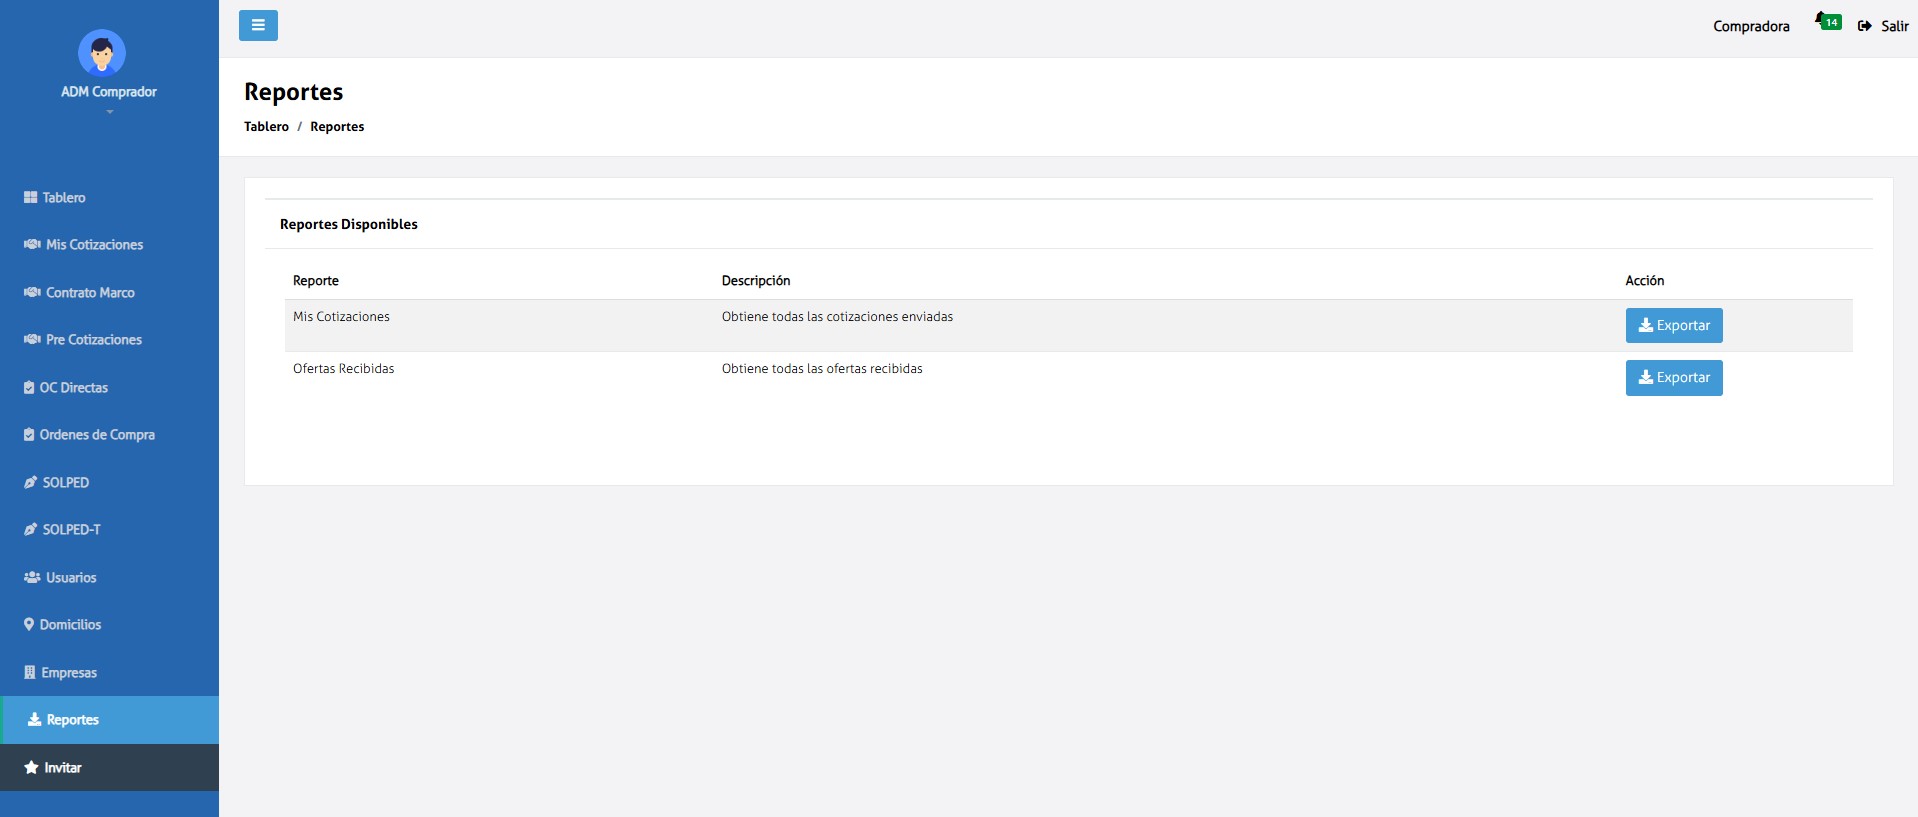 ADM Comprador
Tablero
Mis Cotizaciones
Contrato Marco
Pre Cotizaciones
OC Directas
Ordenes de Compra
SOLPED
SOLPED-T
Usuarios
Domicilios
Empresas
Reportes
Invitar
Compradora 14 Salir
Reportes
Tablero / Reportes
Reportes Disponibles
Reporte Descripción Acción
Mis Cotizaciones Obtiene todas las cotizaciones enviadas Exportar
Ofertas Recibidas Obtiene todas las ofertas recibidas Exportar